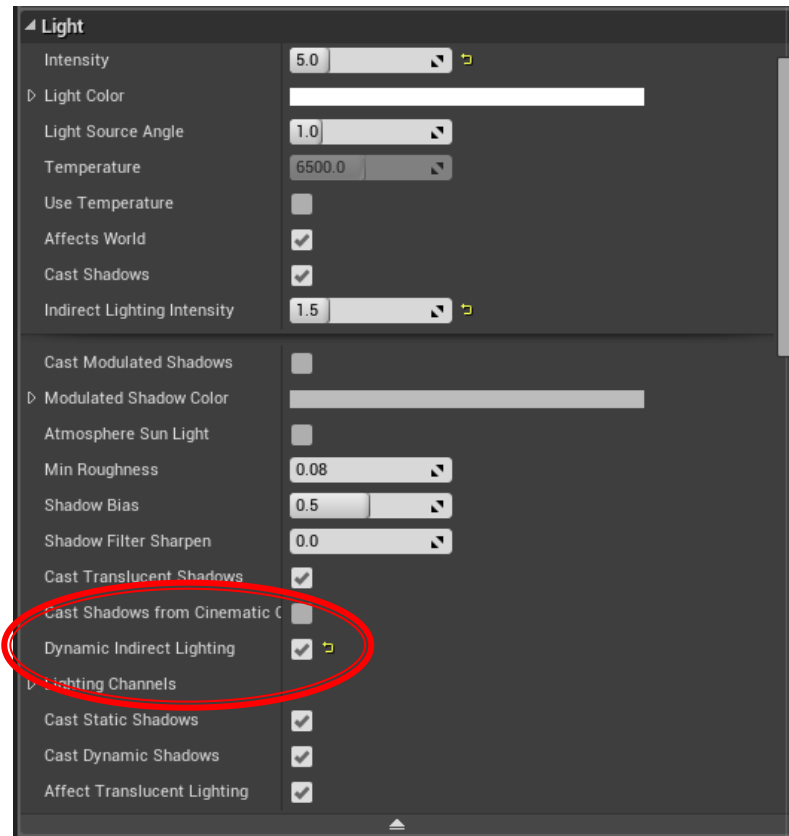 Light
Intensity 5.0
Light Color
Light Source Angle 1.0
Temperature 6500.0
Use Temperature
Affects World
Cast Shadows
Indirect Lighting Intensity 1.5
Cast Modulated Shadows
Modulated Shadow Color
Atmosphere Sun Light
Min Roughness 0.08
Shadow Bias 0.5
Shadow Filter Sharpen 0.0
Cast Translucent Shadows
Cast Shadows from Cinematic
Dynamic Indirect Lighting
Lighting Channels
Cast Static Shadows
Cast Dynamic Shadows
Affect Translucent Lighting